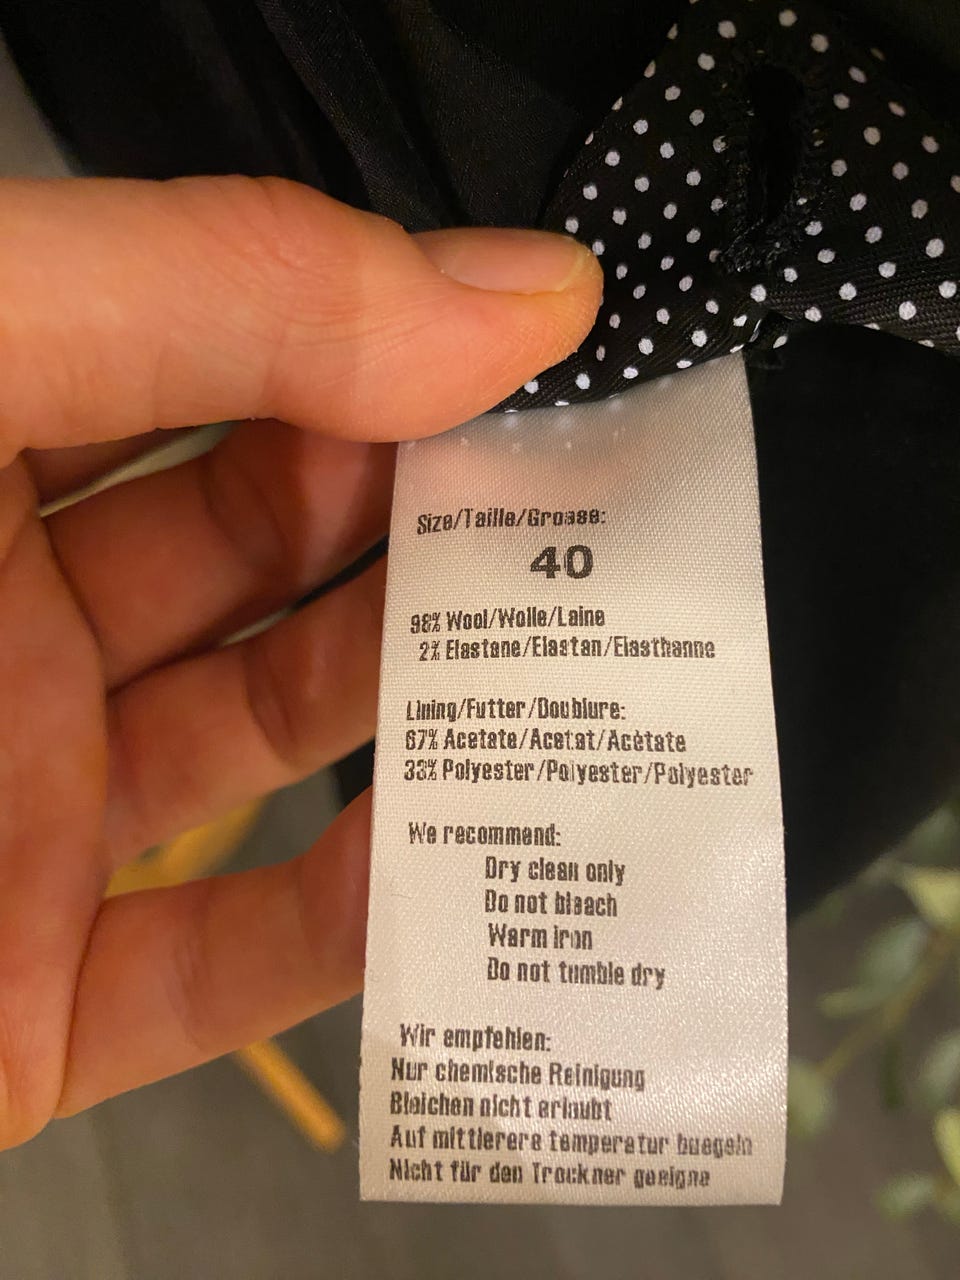 Size/Taille/Grosse:
40
98% Wool/Wolle/Laine
2% Elastane/Elastan/Elasthanne
Lining/Futter/Doublure:
67% Acetate/Acetat/Acètate
33% Polyester/Polyester/Polyester
We recommend:
Dry clean only
Do not bleach
Warm iron
Do not tumble dry
Wir empfehlen:
Nur chemische Reinigung
Bleichen nicht erlaubt
Auf mittlerere temperatur buegeln
Nicht für den Trockner geeigne